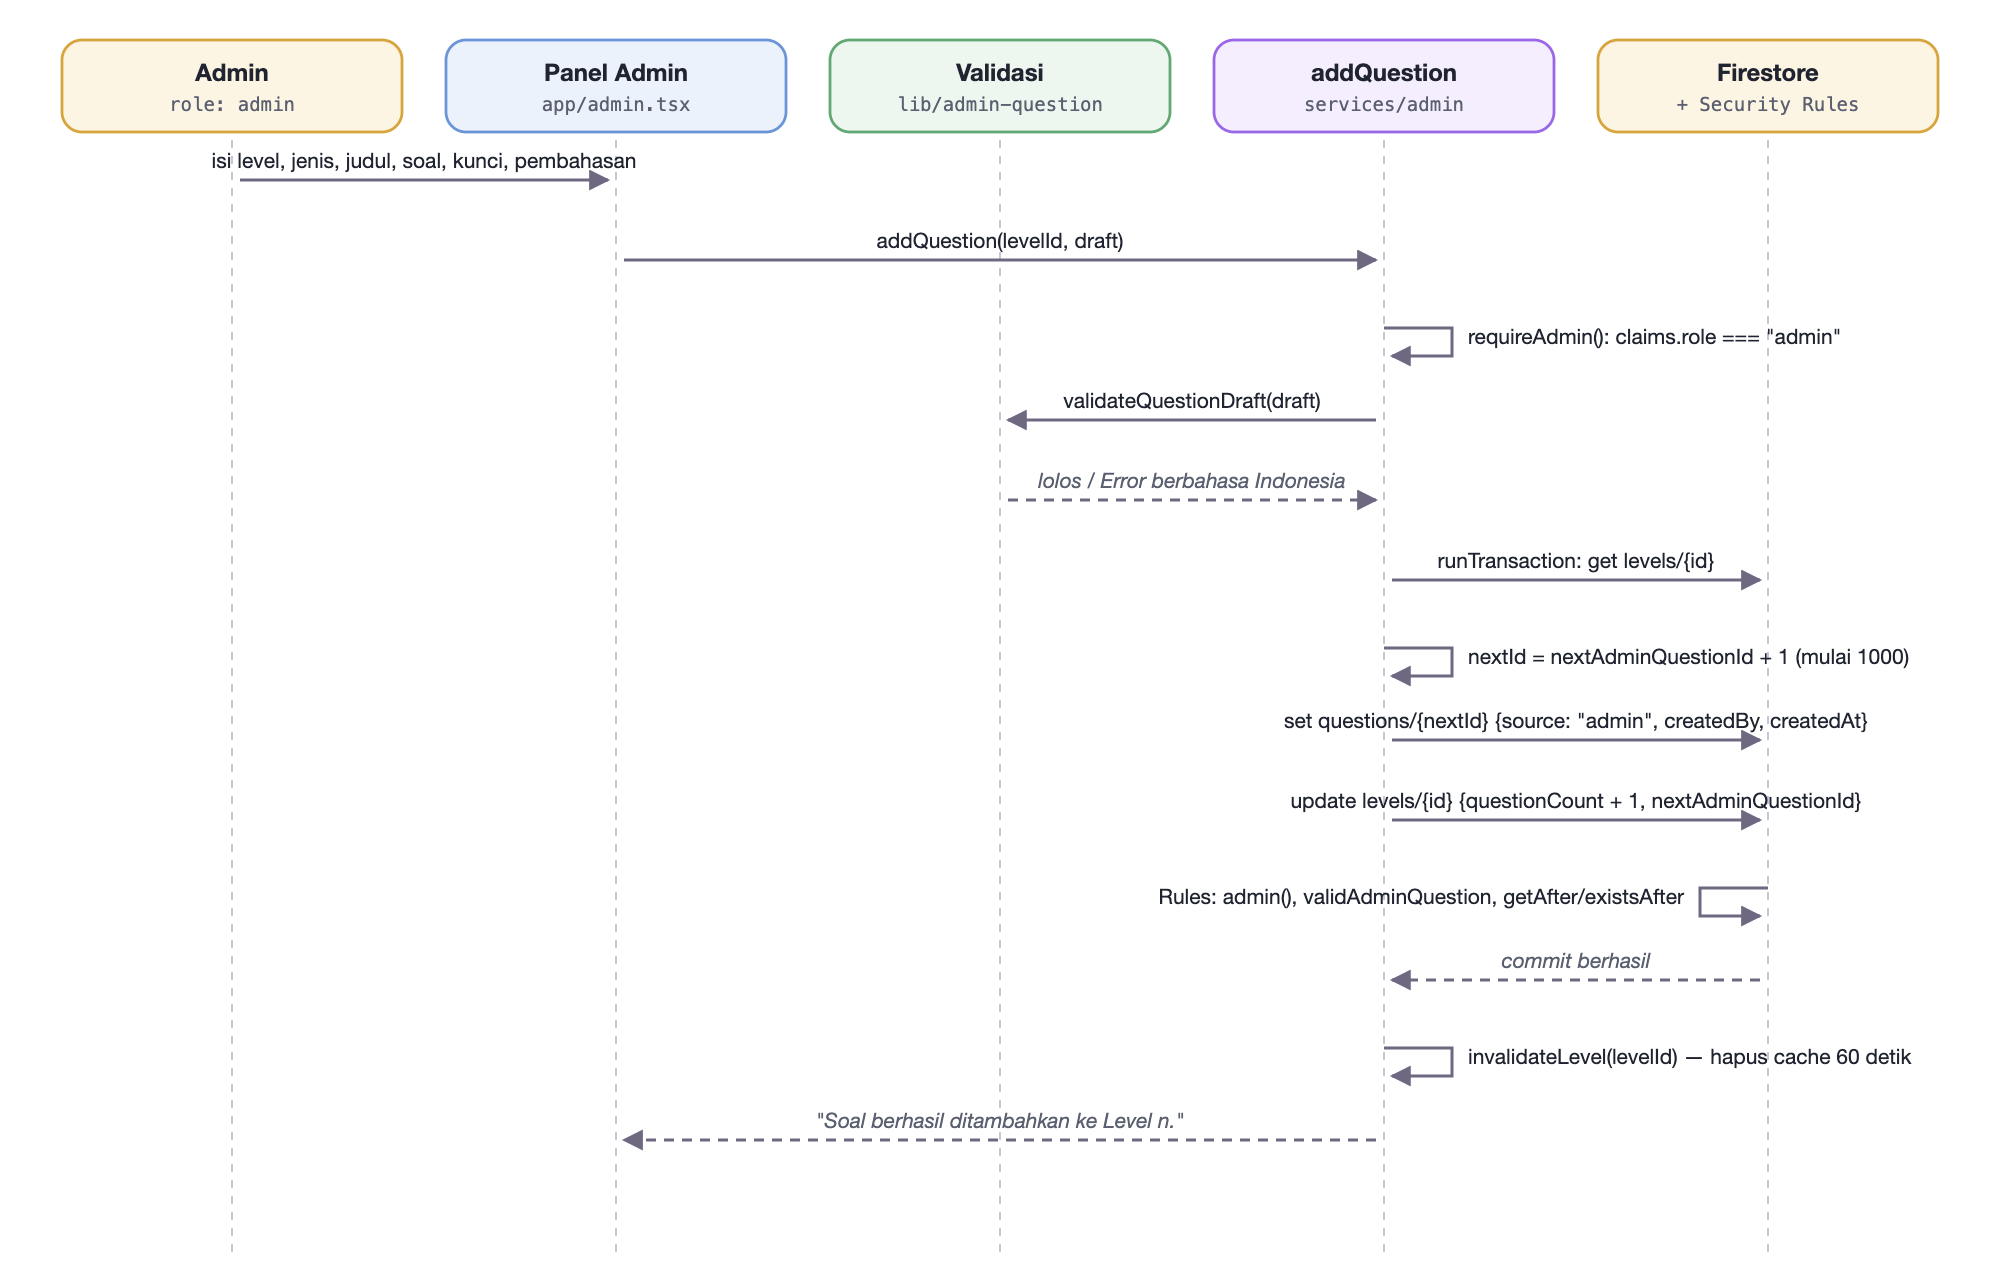 Admin
role: admin
Panel Admin
app/admin.tsx
Validasi
lib/admin-question
addQuestion
services/admin
Firestore
+ Security Rules
isi level, jenis, judul, soal, kunci, pembahasan
addQuestion(levelId, draft)
requireAdmin(): claims.role === "admin"
validateQuestionDraft(draft)
lolos / Error berbahasa Indonesia
runTransaction: get levels/{id}
nextId = nextAdminQuestionId + 1 (mulai 1000)
set questions/{nextId} {source: "admin", createdBy, createdAt}
update levels/{id} {questionCount + 1, nextAdminQuestionId}
Rules: admin(), validAdminQuestion, getAfter/existsAfter
commit berhasil
invalidateLevel(levelId) — hapus cache 60 detik
"Soal berhasil ditambahkan ke Level n."